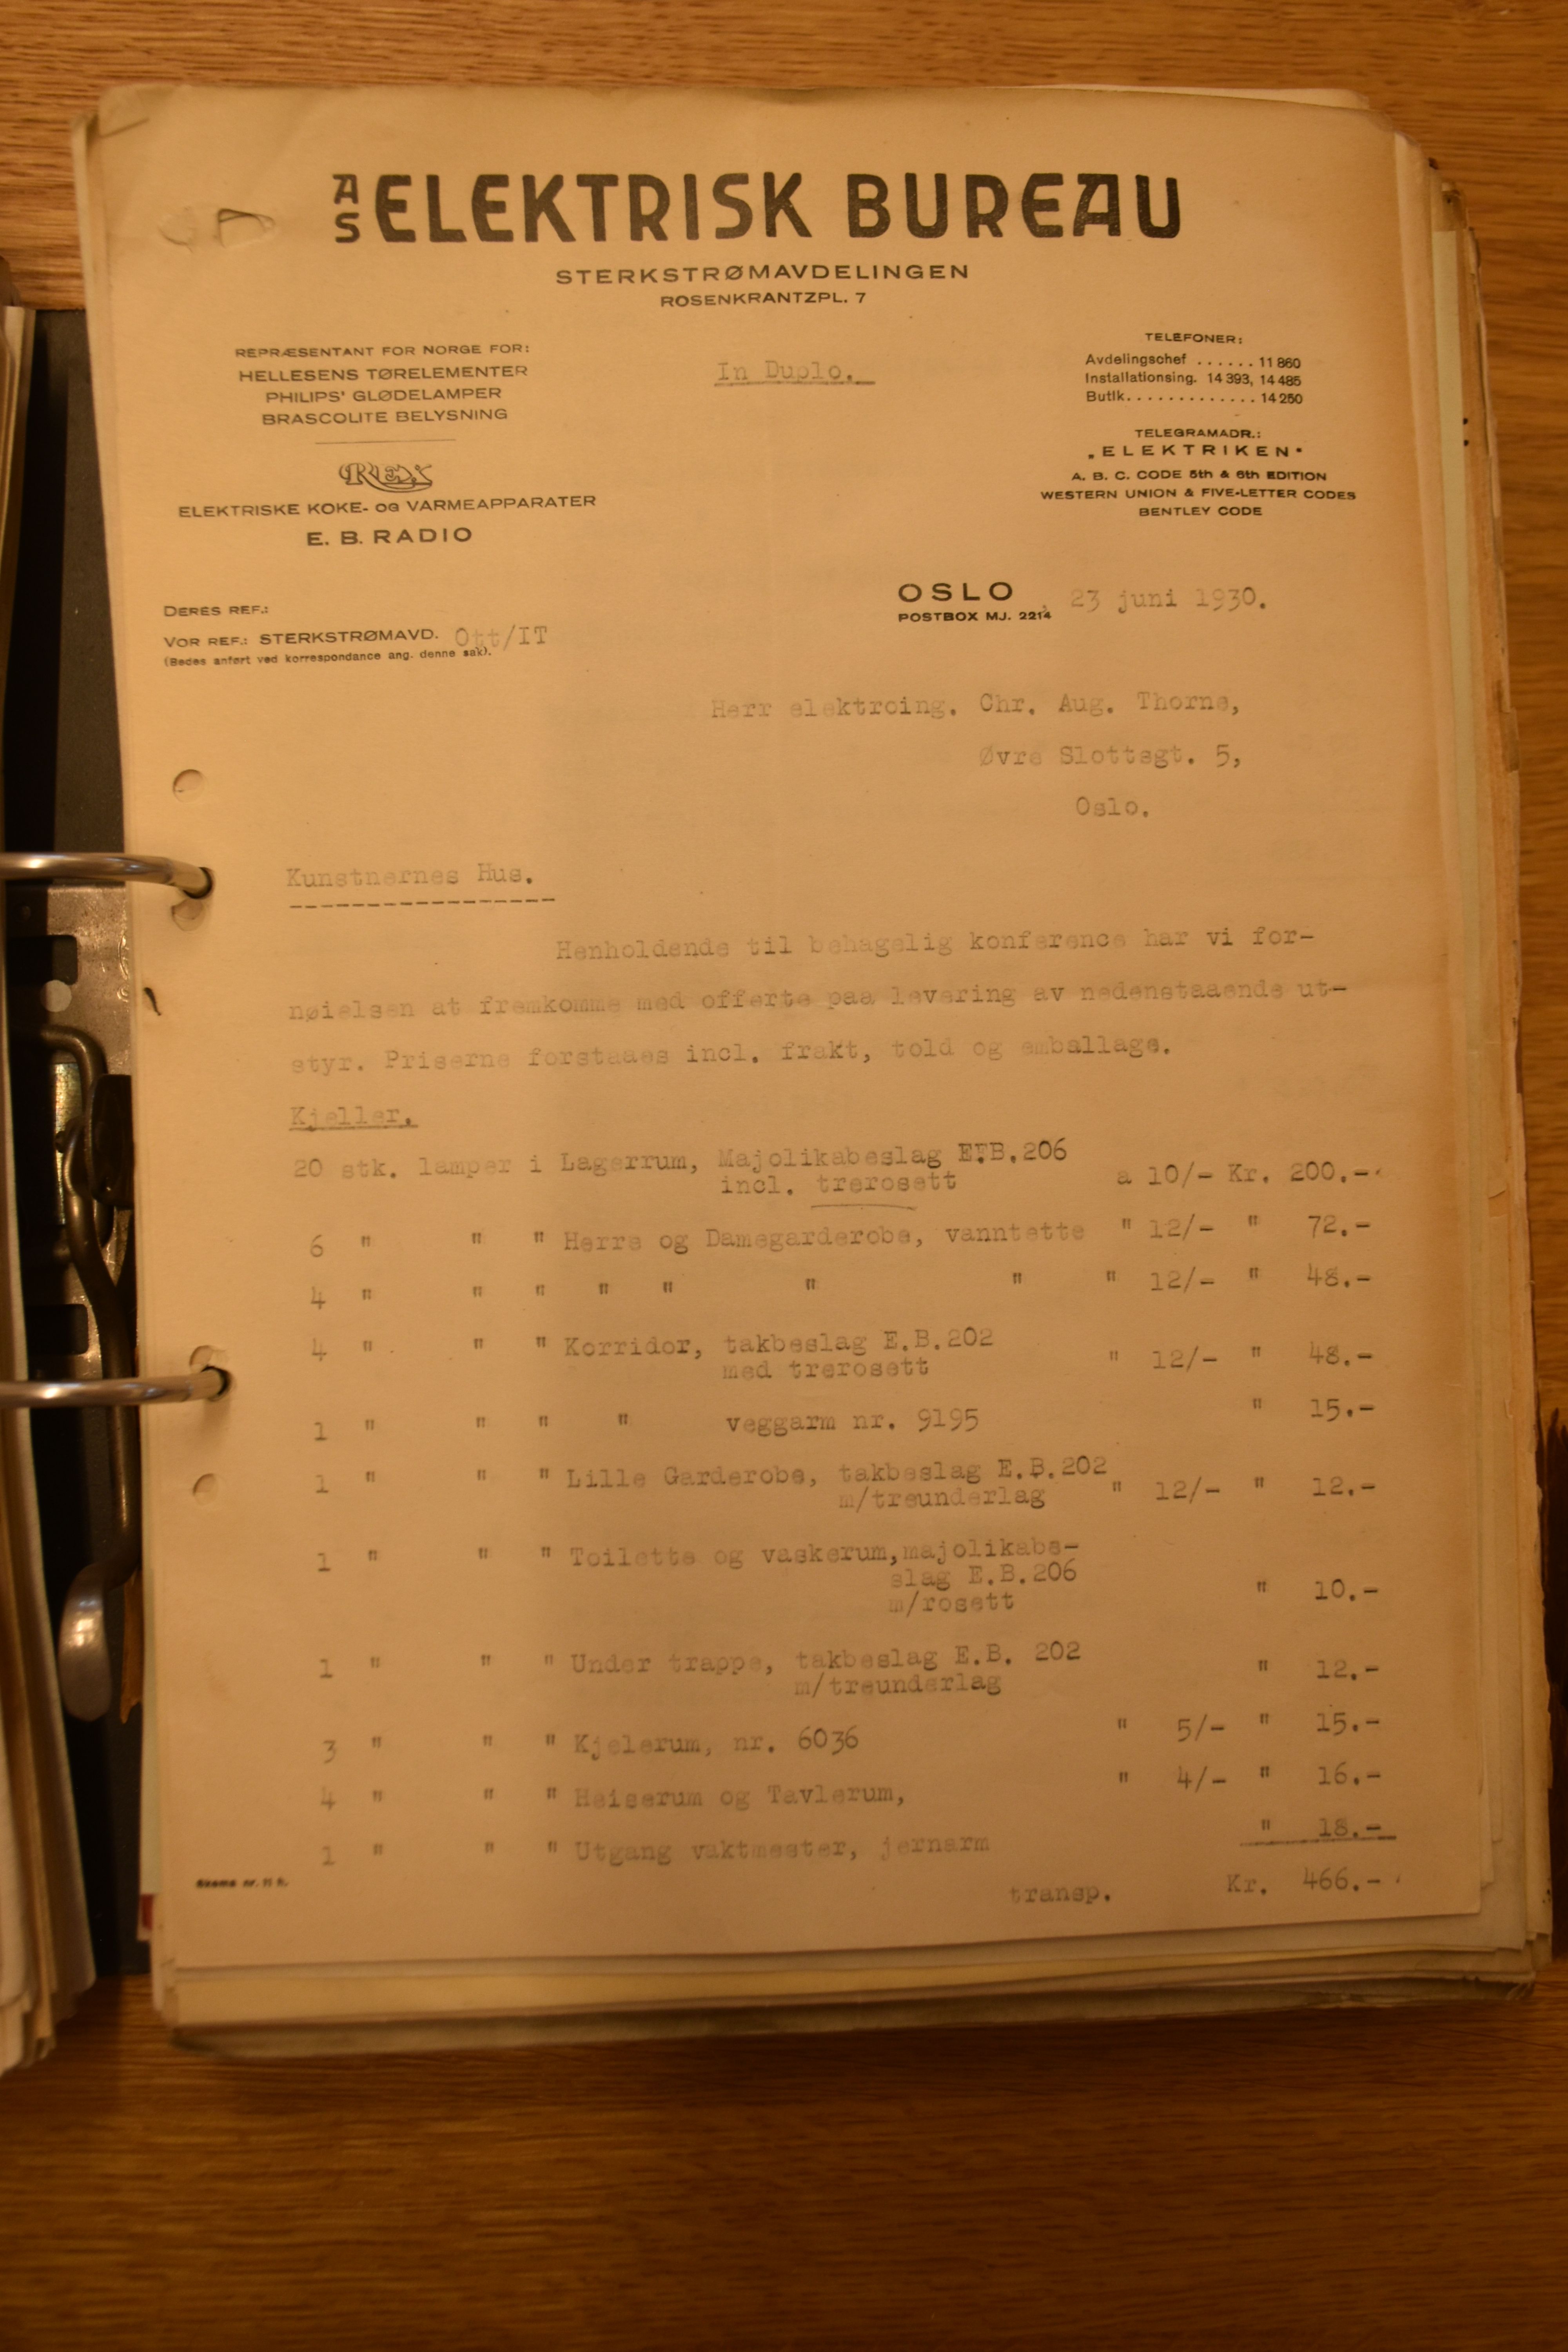 A/S ELEKTRISK BUREAU
STERKSTRØMAVDELINGEN
ROSENKRANTZPL. 7
REPRÆSENTANT FOR NORGE FOR:
HELLESENS TØRELEMENTER
PHILIPS' GLØDELAMPER
BRASCOLITE BELYSNING
REX
ELEKTRISKE KOKE- OG VARMEAPPARATER
E. B. RADIO
In Duplo.
TELEFONER:
Avdelingschef ...... 11 860
Installationsing. 14 393, 14 485
Butik............. 14 250
TELEGRAMADR.:
„ELEKTRIKEN"
A. B. C. CODE 5th & 6th EDITION
WESTERN UNION & FIVE-LETTER CODES
BENTLEY CODE
DERES REF.:
VOR REF.: STERKSTRØMAVD. Ott/IT
(Bedes anført ved korrespondance ang. denne sak).
OSLO, 23 juni 1930.
POSTBOX MJ. 2214
Herr elektroing. Chr. Aug. Thorne,
Øvre Slottsgt. 5,
Oslo.
Kunstnernes Hus.
-----------------
Henholdende til behagelig konference har vi for-
nøielsen at fremkomme med offerte paa levering av nedenstaaende ut-
styr. Priserne forstaaes incl. frakt, told og emballage.
Kjeller.
20 stk. lamper i Lagerrum, Majolikabeslag E.B.206
incl. trerosett a 10/- Kr. 200.-
6 " " " Herre og Damegarderobe, vanntette " 12/- " 72.-
4 " " " " " " " " 12/- " 48.-
4 " " " Korridor, takbeslag E.B.202
med trerosett " 12/- " 48.-
1 " " " " veggarm nr. 9195 " 15.-
1 " " " Lille Garderobe, takbeslag E.B.202
m/treunderlag " 12/- " 12.-
1 " " " Toilette og vaskerum, majolikabe-
slag E.B.206
m/rosett " 10.-
1 " " " Under trappe, takbeslag E.B. 202
m/treunderlag " 12.-
3 " " " Kjelerum, nr. 6036 " 5/- " 15.-
4 " " " Heiserum og Tavlerum, " 4/- " 16.-
1 " " " Utgang vaktmester, jernarm " 18.-
transp. Kr. 466.-